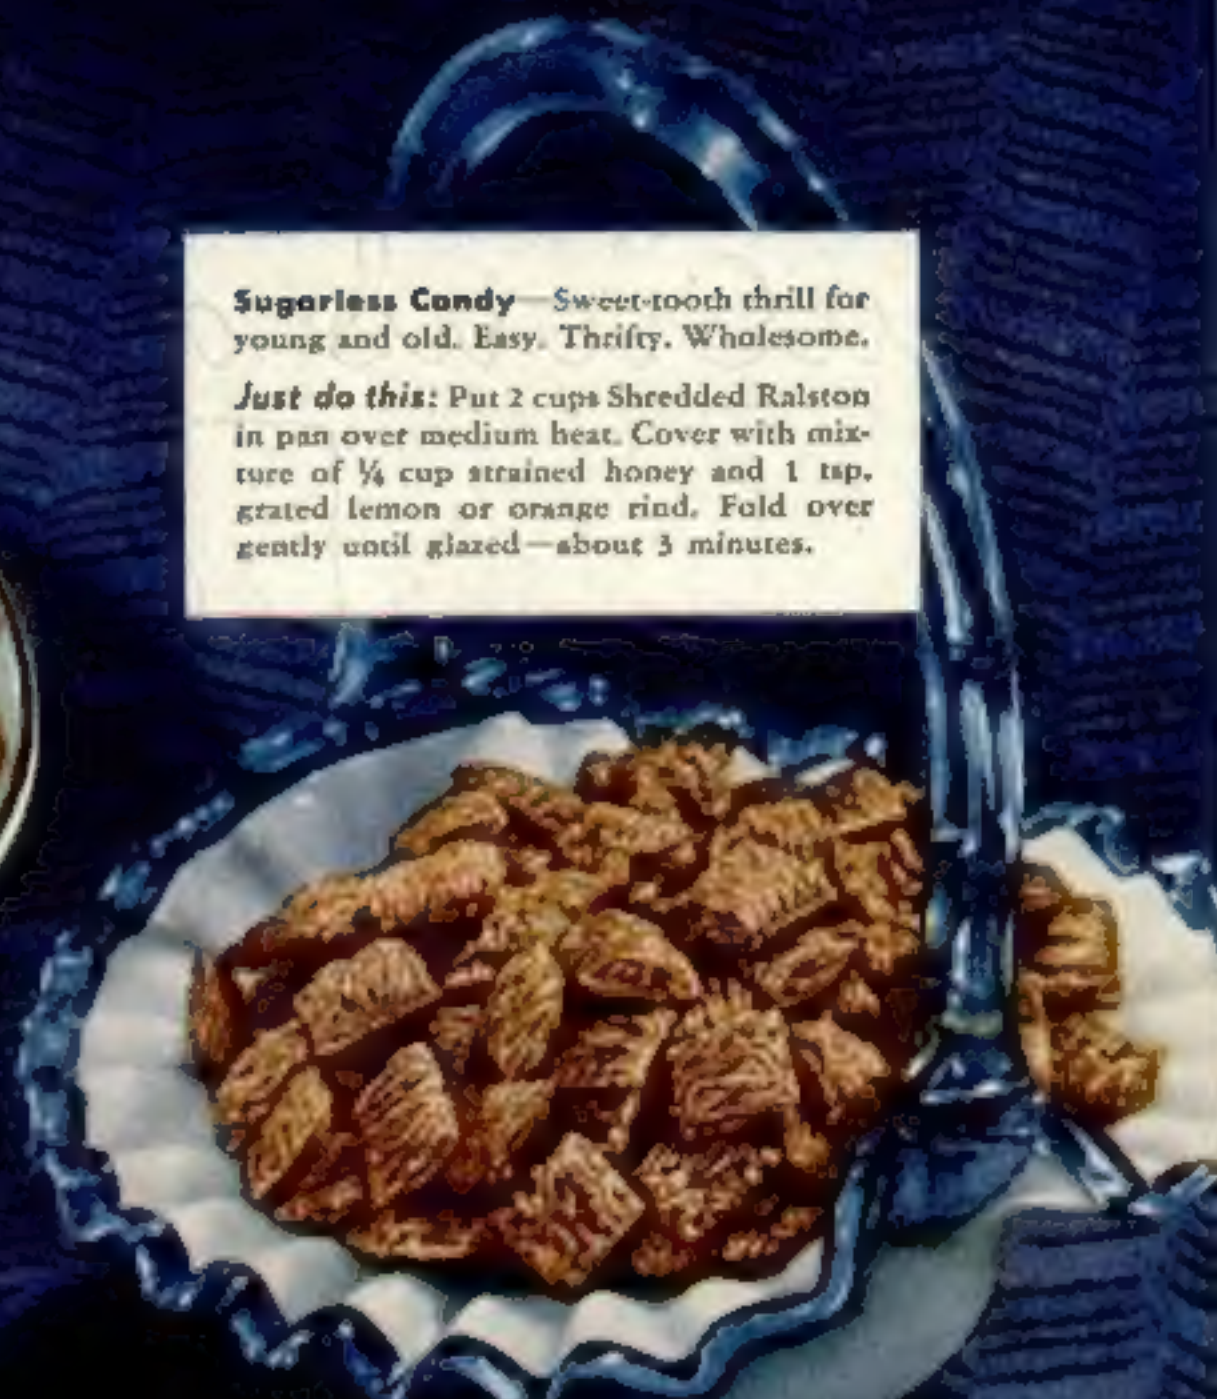 Sugarless Candy—Sweet-tooth thrill for
young and old. Easy. Thrifty. Wholesome.
Just do this: Put 2 cups Shredded Ralston
in pan over medium heat. Cover with mix-
ture of ¼ cup strained honey and 1 tsp.
grated lemon or orange rind. Fold over
gently until glazed—about 3 minutes.